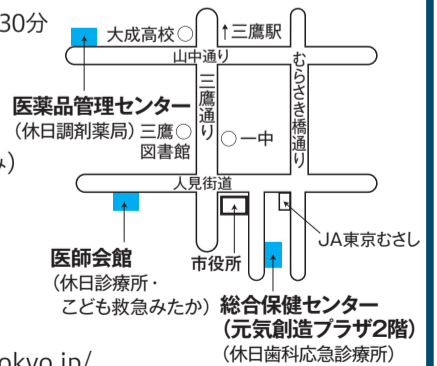 30分
大成高校
↑三鷹駅
山中通り
三鷹通り
むらさき橋通り
医薬品管理センター
(休日調剤薬局)
三鷹
図書館
一中
み)
人見街道
JA東京むさし
医師会館
市役所
(休日診療所・
こども救急みたか)
総合保健センター
(元気創造プラザ2階)
(休日歯科応急診療所)
okyo.jp/